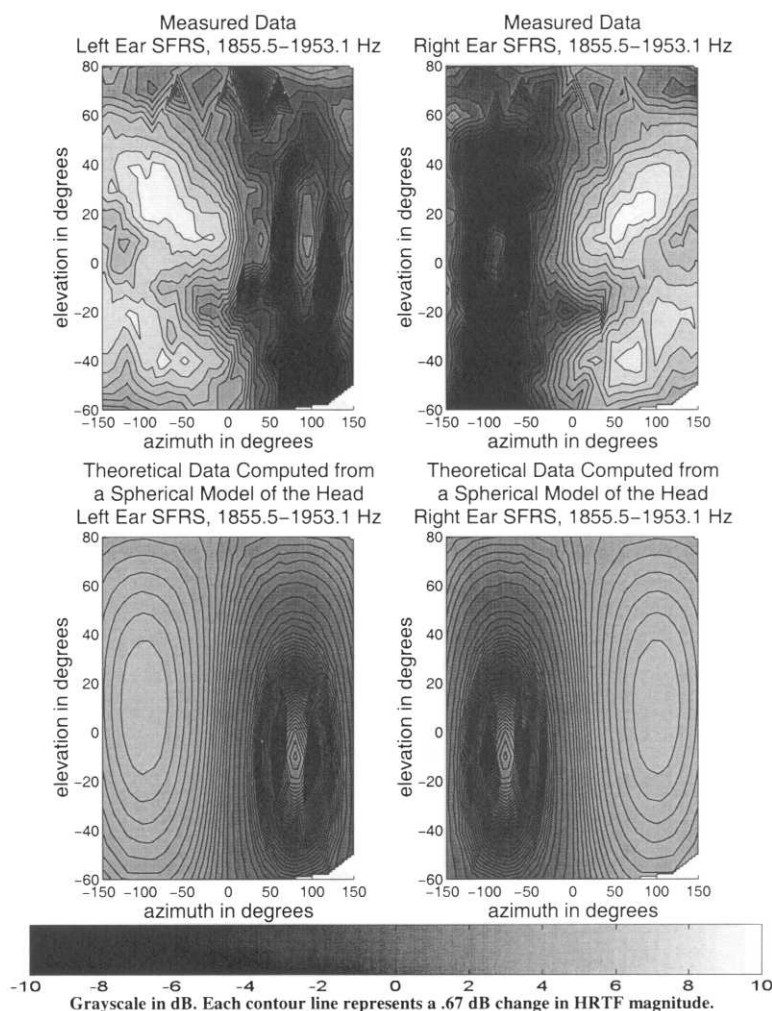 Measured Data
Left Ear SFRS, 1855.5–1953.1 Hz
80
60
40
20
0
−20
−40
−60
elevation in degrees
−150 −100 −50 0 50 100 150
azimuth in degrees
Measured Data
Right Ear SFRS, 1855.5–1953.1 Hz
80
60
40
20
0
−20
−40
−60
elevation in degrees
−150 −100 −50 0 50 100 150
azimuth in degrees
Theoretical Data Computed from
a Spherical Model of the Head
Left Ear SFRS, 1855.5–1953.1 Hz
80
60
40
20
0
−20
−40
−60
elevation in degrees
−150 −100 −50 0 50 100 150
azimuth in degrees
Theoretical Data Computed from
a Spherical Model of the Head
Right Ear SFRS, 1855.5–1953.1 Hz
80
60
40
20
0
−20
−40
−60
elevation in degrees
−150 −100 −50 0 50 100 150
azimuth in degrees
-10 -8 -6 -4 -2 0 2 4 6 8 10
Grayscale in dB. Each contour line represents a .67 dB change in HRTF magnitude.